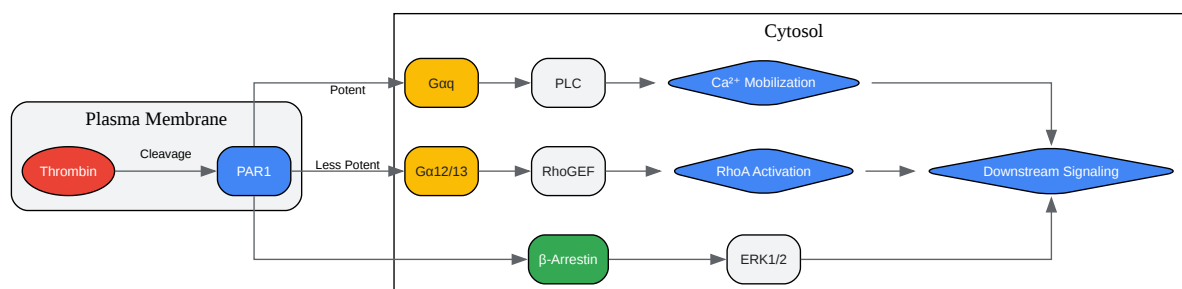 Cytosol
Gαq
PLC
Ca²⁺ Mobilization
Potent
Plasma Membrane
Cleavage
Less Potent
Thrombin
PAR1
Gα12/13
RhoGEF
RhoA Activation
Downstream Signaling
β-Arrestin
ERK1/2